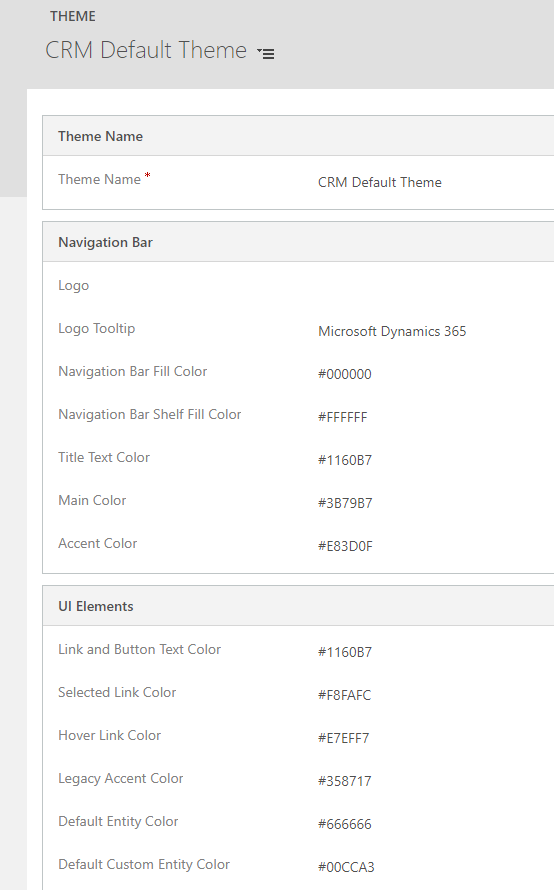 THEME
CRM Default Theme
Theme Name
Theme Name * CRM Default Theme
Navigation Bar
Logo
Logo Tooltip Microsoft Dynamics 365
Navigation Bar Fill Color #000000
Navigation Bar Shelf Fill Color #FFFFFF
Title Text Color #1160B7
Main Color #3B79B7
Accent Color #E83D0F
UI Elements
Link and Button Text Color #1160B7
Selected Link Color #F8FAFC
Hover Link Color #E7EFF7
Legacy Accent Color #358717
Default Entity Color #666666
Default Custom Entity Color #00CCA3